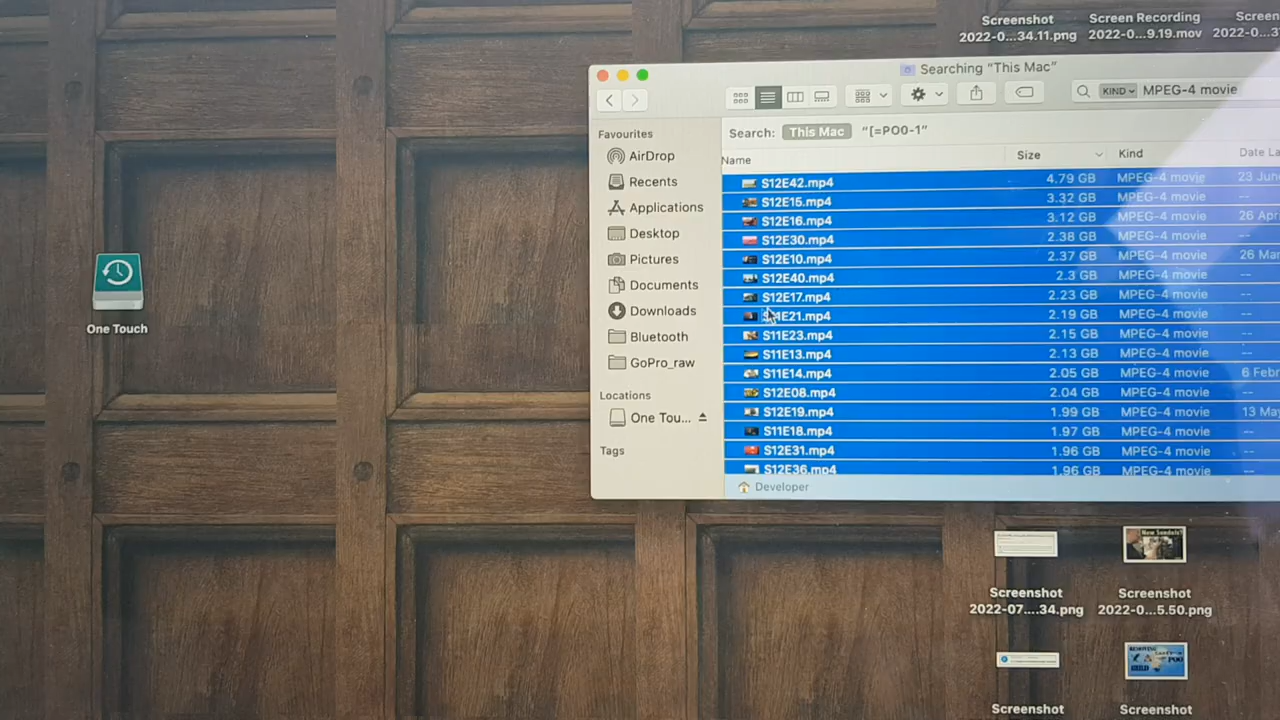 Screenshot
2022-0...34.11.png
Screen Recording
2022-0...9.19.mov
Screen
Searching “This Mac”
KIND
MPEG-4 movie
Favourites
AirDrop
Recents
Applications
Desktop
Pictures
Documents
Downloads
Bluetooth
GoPro_raw
Locations
One Tou...
Tags
Search: This Mac “[=PO0-1”
Name Size Kind Date La
S12E42.mp4 4.79 GB MPEG-4 movie 23 June
S12E15.mp4 3.32 GB MPEG-4 movie --
S12E16.mp4 3.12 GB MPEG-4 movie 26 Apri
S12E30.mp4 2.38 GB MPEG-4 movie --
S12E10.mp4 2.37 GB MPEG-4 movie 26 Mar
S12E40.mp4 2.3 GB MPEG-4 movie --
S12E17.mp4 2.23 GB MPEG-4 movie --
E21.mp4 2.19 GB MPEG-4 movie --
S11E23.mp4 2.15 GB MPEG-4 movie --
S11E13.mp4 2.13 GB MPEG-4 movie --
S11E14.mp4 2.05 GB MPEG-4 movie 6 Febr
S12E08.mp4 2.04 GB MPEG-4 movie --
S12E19.mp4 1.99 GB MPEG-4 movie 13 May
S11E18.mp4 1.97 GB MPEG-4 movie --
S12E31.mp4 1.96 GB MPEG-4 movie --
S12E36.mp4 1.96 GB MPEG-4 movie --
Developer
One Touch
Screenshot
2022-07....34.png
New Sandals?
Screenshot
2022-0...5.50.png
Screenshot
REMOVING
POO
GUILD
Screenshot